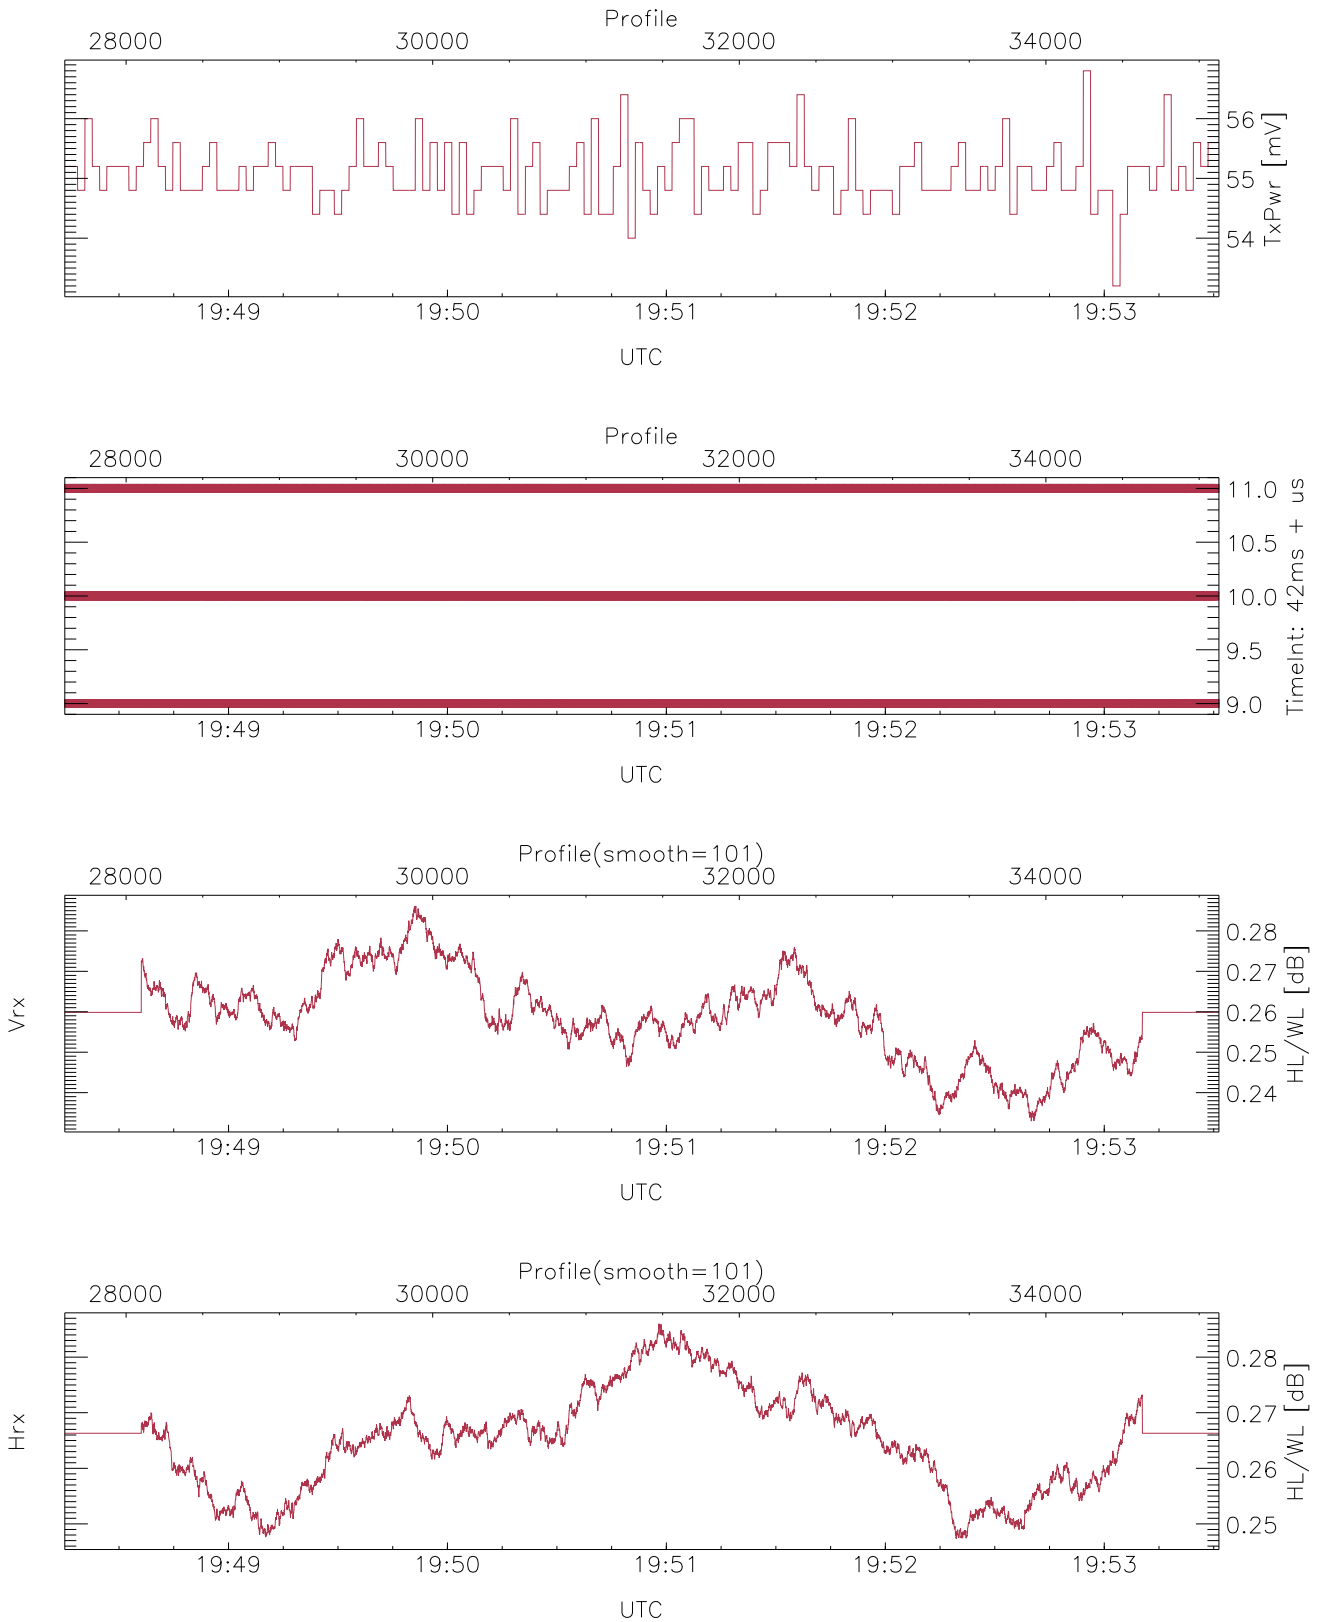 Profile
28000 30000 32000 34000
56
55
54
TxPwr [mV]
19:49 19:50 19:51 19:52 19:53
UTC
Profile
28000 30000 32000 34000
11.0
10.5
10.0
9.5
9.0
TimeInt: 42ms + us
19:49 19:50 19:51 19:52 19:53
UTC
Profile(smooth=101)
28000 30000 32000 34000
Vrx
0.28
0.27
0.26
0.25
0.24
HL/WL [dB]
19:49 19:50 19:51 19:52 19:53
UTC
Profile(smooth=101)
28000 30000 32000 34000
Hrx
0.28
0.27
0.26
0.25
HL/WL [dB]
19:49 19:50 19:51 19:52 19:53
UTC